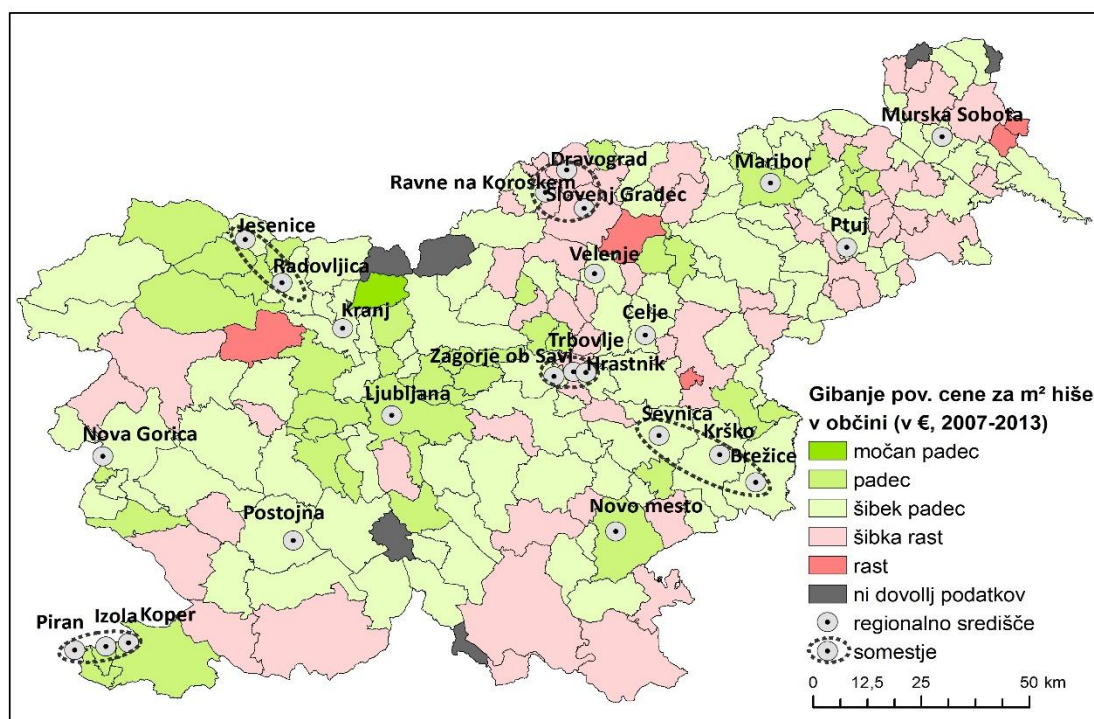 Murska Sobota
Dravograd
Maribor
Ravne na Koroškem
Slovenj Gradec
Jesenice
Ptuj
Radovljica
Velenje
Kranj
Celje
Trbovlje
Zagorje ob Savi
Hrastnik
Ljubljana
Sevnica
Krško
Nova Gorica
Brežice
Postojna
Novo mesto
Piran
Izola
Koper
Gibanje pov. cene za m² hiše
v občini (v €, 2007-2013)
močan padec
padec
šibek padec
šibka rast
rast
ni dovollj podatkov
regionalno središče
somestje
0 12,5 25 50 km